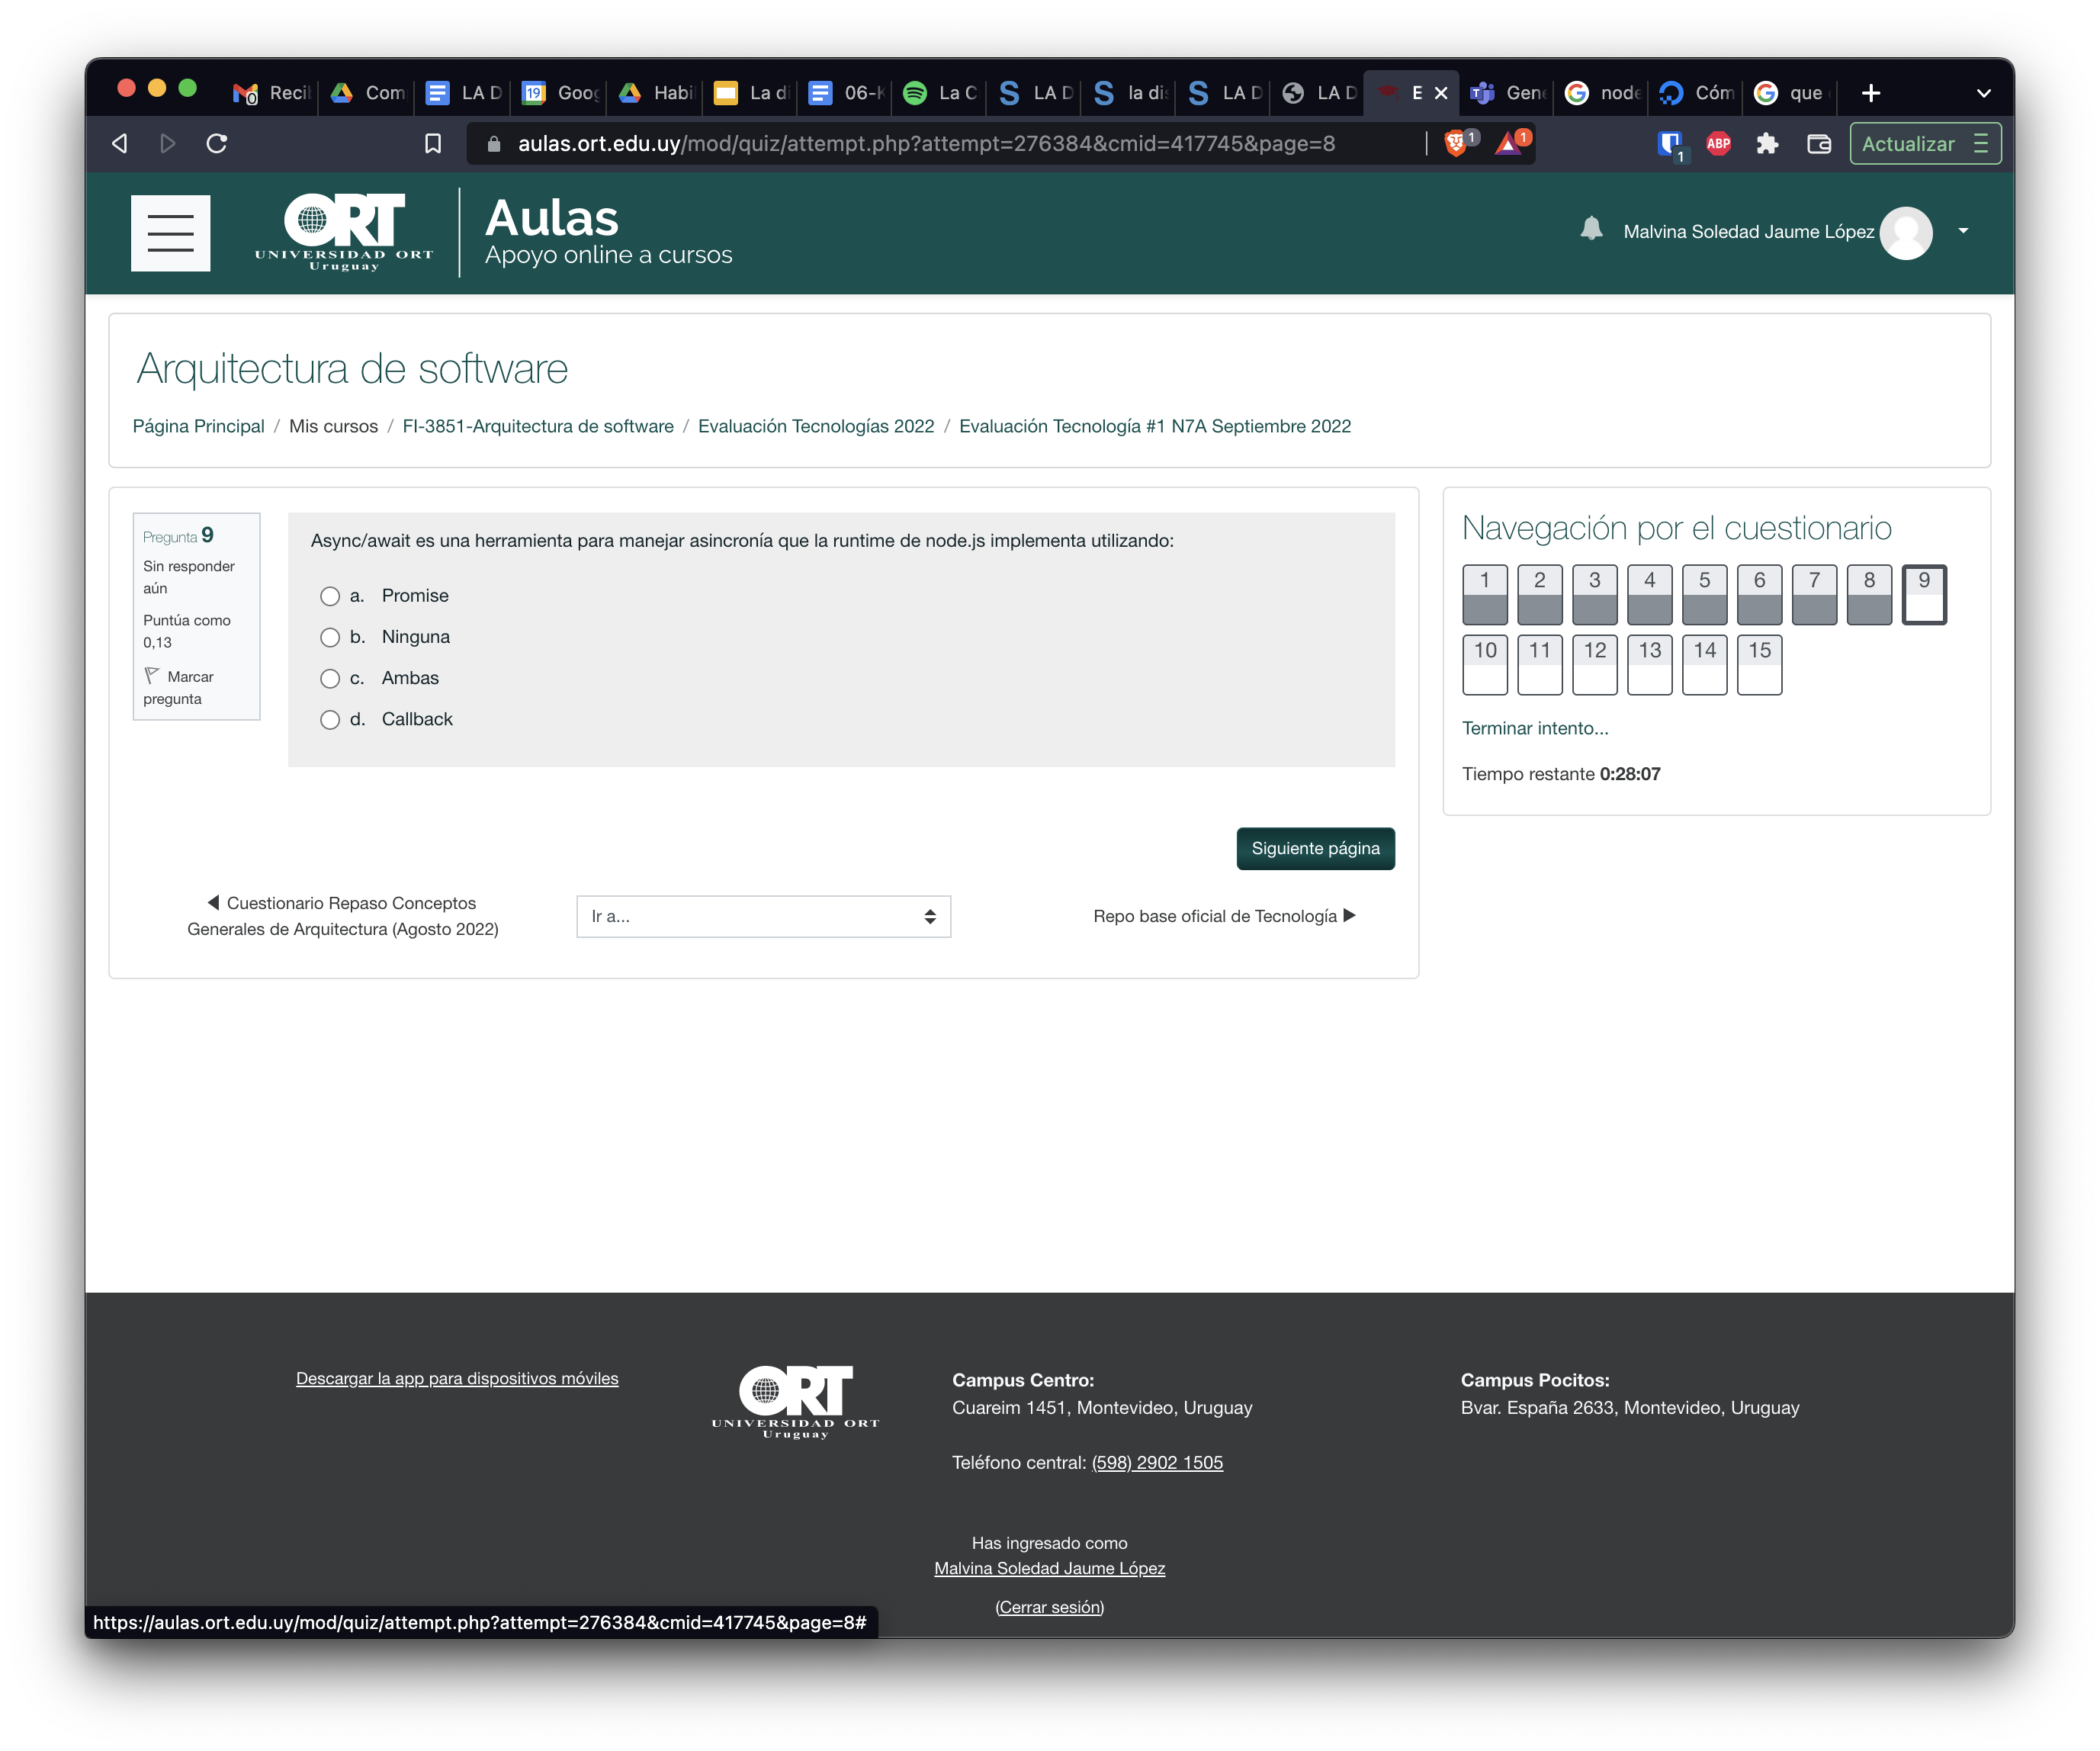 Reci
Com
LA D
19
Goog
Habi
La di
06-K
La C
LA D
la dis
LA D
LA D
E
Gene
node
Cóm
que
aulas.ort.edu.uy/mod/quiz/attempt.php?attempt=276384&cmid=417745&page=8
1
1
1
ABP
Actualizar
ORT
UNIVERSIDAD ORT
Uruguay
Aulas
Apoyo online a cursos
Malvina Soledad Jaume López
Arquitectura de software
Página Principal / Mis cursos / FI-3851-Arquitectura de software / Evaluación Tecnologías 2022 / Evaluación Tecnología #1 N7A Septiembre 2022
Pregunta 9
Sin responder
aún
Puntúa como
0,13
Marcar
pregunta
Async/await es una herramienta para manejar asincronía que la runtime de node.js implementa utilizando:
a. Promise
b. Ninguna
c. Ambas
d. Callback
Siguiente página
Cuestionario Repaso Conceptos
Generales de Arquitectura (Agosto 2022)
Ir a...
Repo base oficial de Tecnología
Navegación por el cuestionario
1 2 3 4 5 6 7 8 9
10 11 12 13 14 15
Terminar intento...
Tiempo restante 0:28:07
Descargar la app para dispositivos móviles
ORT
UNIVERSIDAD ORT
Uruguay
Campus Centro:
Cuareim 1451, Montevideo, Uruguay
Teléfono central: (598) 2902 1505
Campus Pocitos:
Bvar. España 2633, Montevideo, Uruguay
Has ingresado como
Malvina Soledad Jaume López
(Cerrar sesión)
https://aulas.ort.edu.uy/mod/quiz/attempt.php?attempt=276384&cmid=417745&page=8#